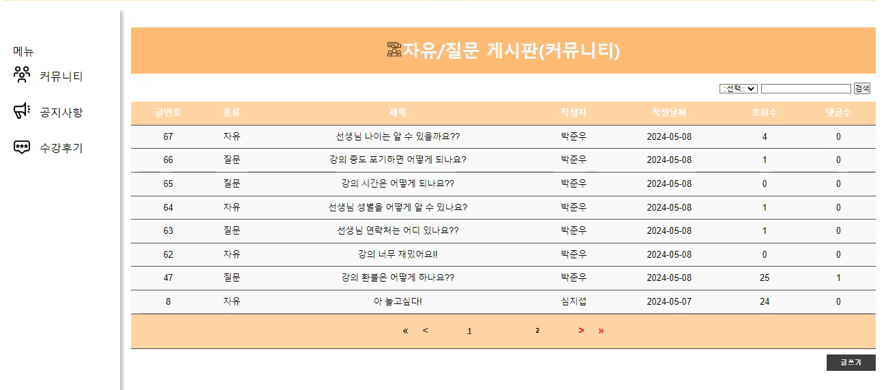 메뉴
커뮤니티
공지사항
수강후기
자유/질문 게시판(커뮤니티)
::선택:: 검색
글번호 종류 제목 작성자 작성날짜 조회수 댓글수
67 자유 선생님 나이는 알 수 있을까요?? 박준우 2024-05-08 4 0
66 질문 강의 중도 포기하면 어떻게 되나요? 박준우 2024-05-08 1 0
65 질문 강의 시간은 어떻게 되나요?? 박준우 2024-05-08 0 0
64 자유 선생님 성별을 어떻게 알 수 있나요? 박준우 2024-05-08 1 0
63 질문 선생님 연락처는 어디 있나요?? 박준우 2024-05-08 1 0
62 자유 강의 너무 재밌어요!! 박준우 2024-05-08 0 0
47 질문 강의 환불은 어떻게 하나요?? 박준우 2024-05-08 25 1
8 자유 아 놀고싶다! 심지섭 2024-05-07 24 0
« < 1 2 > »
글쓰기